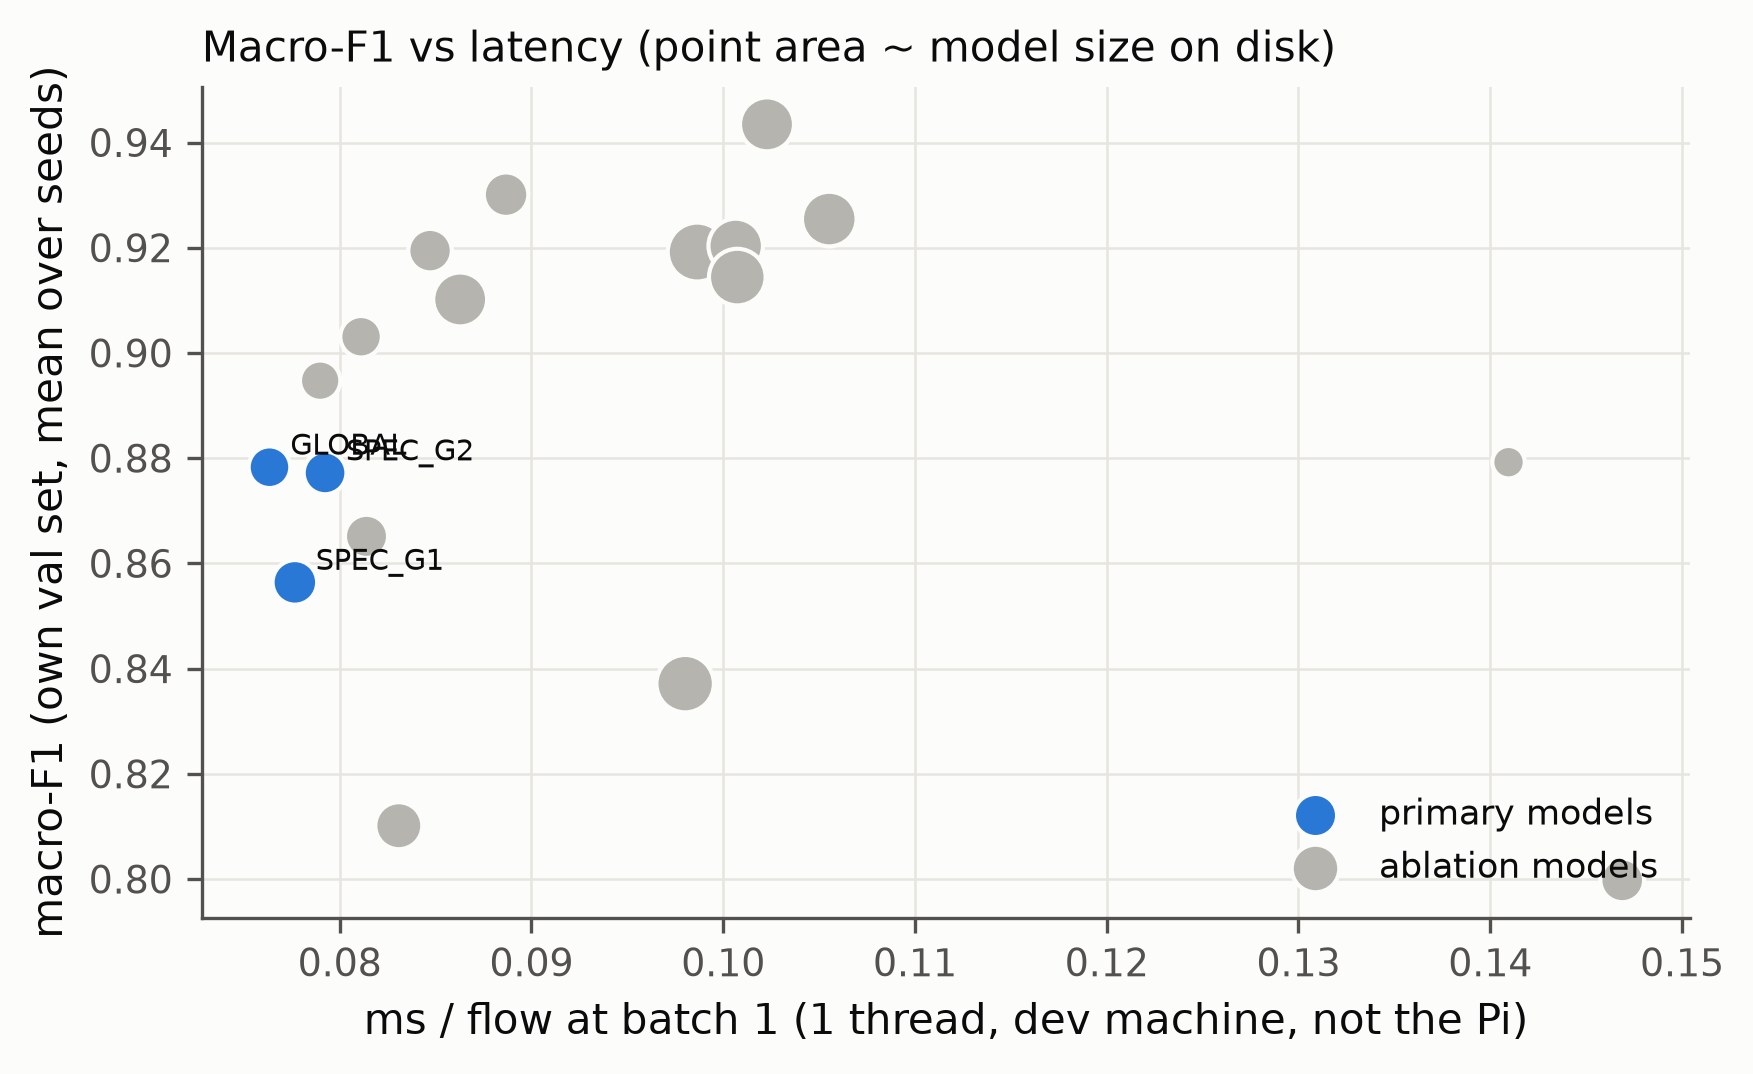 Macro-F1 vs latency (point area ~ model size on disk)
macro-F1 (own val set, mean over seeds)
0.94
0.92
0.90
0.88
0.86
0.84
0.82
0.80
GLOBAL
SPEC_G2
SPEC_G1
primary models
ablation models
0.08 0.09 0.10 0.11 0.12 0.13 0.14 0.15
ms / flow at batch 1 (1 thread, dev machine, not the Pi)